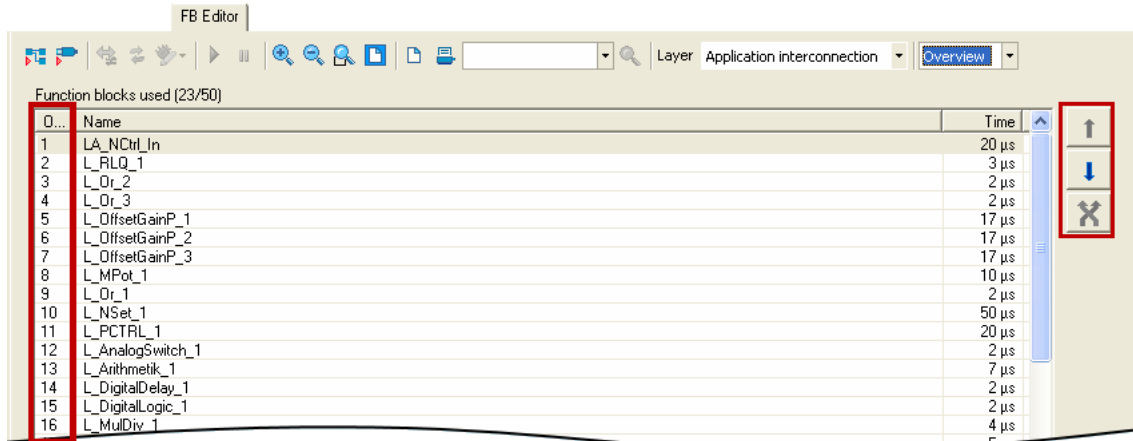 FB Editor
Layer Application interconnection Overview
Function blocks used (23/50)
O... Name Time
1 LA_NCtrl_In 20 µs
2 L_RLQ_1 3 µs
3 L_Or_2 2 µs
4 L_Or_3 2 µs
5 L_OffsetGainP_1 17 µs
6 L_OffsetGainP_2 17 µs
7 L_OffsetGainP_3 17 µs
8 L_MPot_1 10 µs
9 L_Or_1 2 µs
10 L_NSet_1 50 µs
11 L_PCTRL_1 20 µs
12 L_AnalogSwitch_1 2 µs
13 L_Arithmetik_1 7 µs
14 L_DigitalDelay_1 2 µs
15 L_DigitalLogic_1 2 µs
16 L_MulDiv_1 4 µs